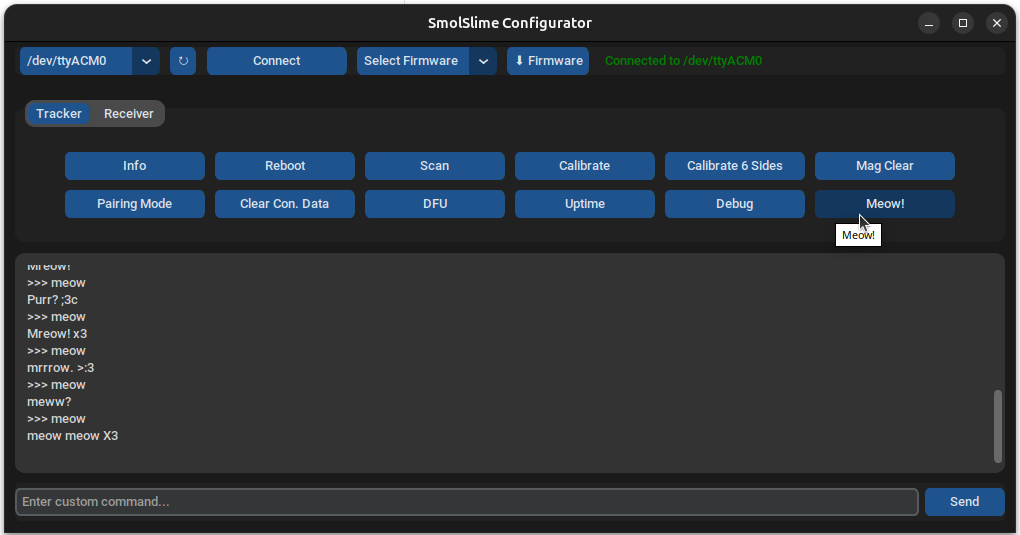 SmolSlime Configurator
/dev/ttyACM0 Connect Select Firmware ⬇ Firmware Connected to /dev/ttyACM0
Tracker Receiver
Info Reboot Scan Calibrate Calibrate 6 Sides Mag Clear
Pairing Mode Clear Con. Data DFU Uptime Debug Meow!
Meow!
Mreow!
>>> meow
Purr? ;3c
>>> meow
Mreow! x3
>>> meow
mrrrow. >:3
>>> meow
meww?
>>> meow
meow meow X3
Enter custom command... Send